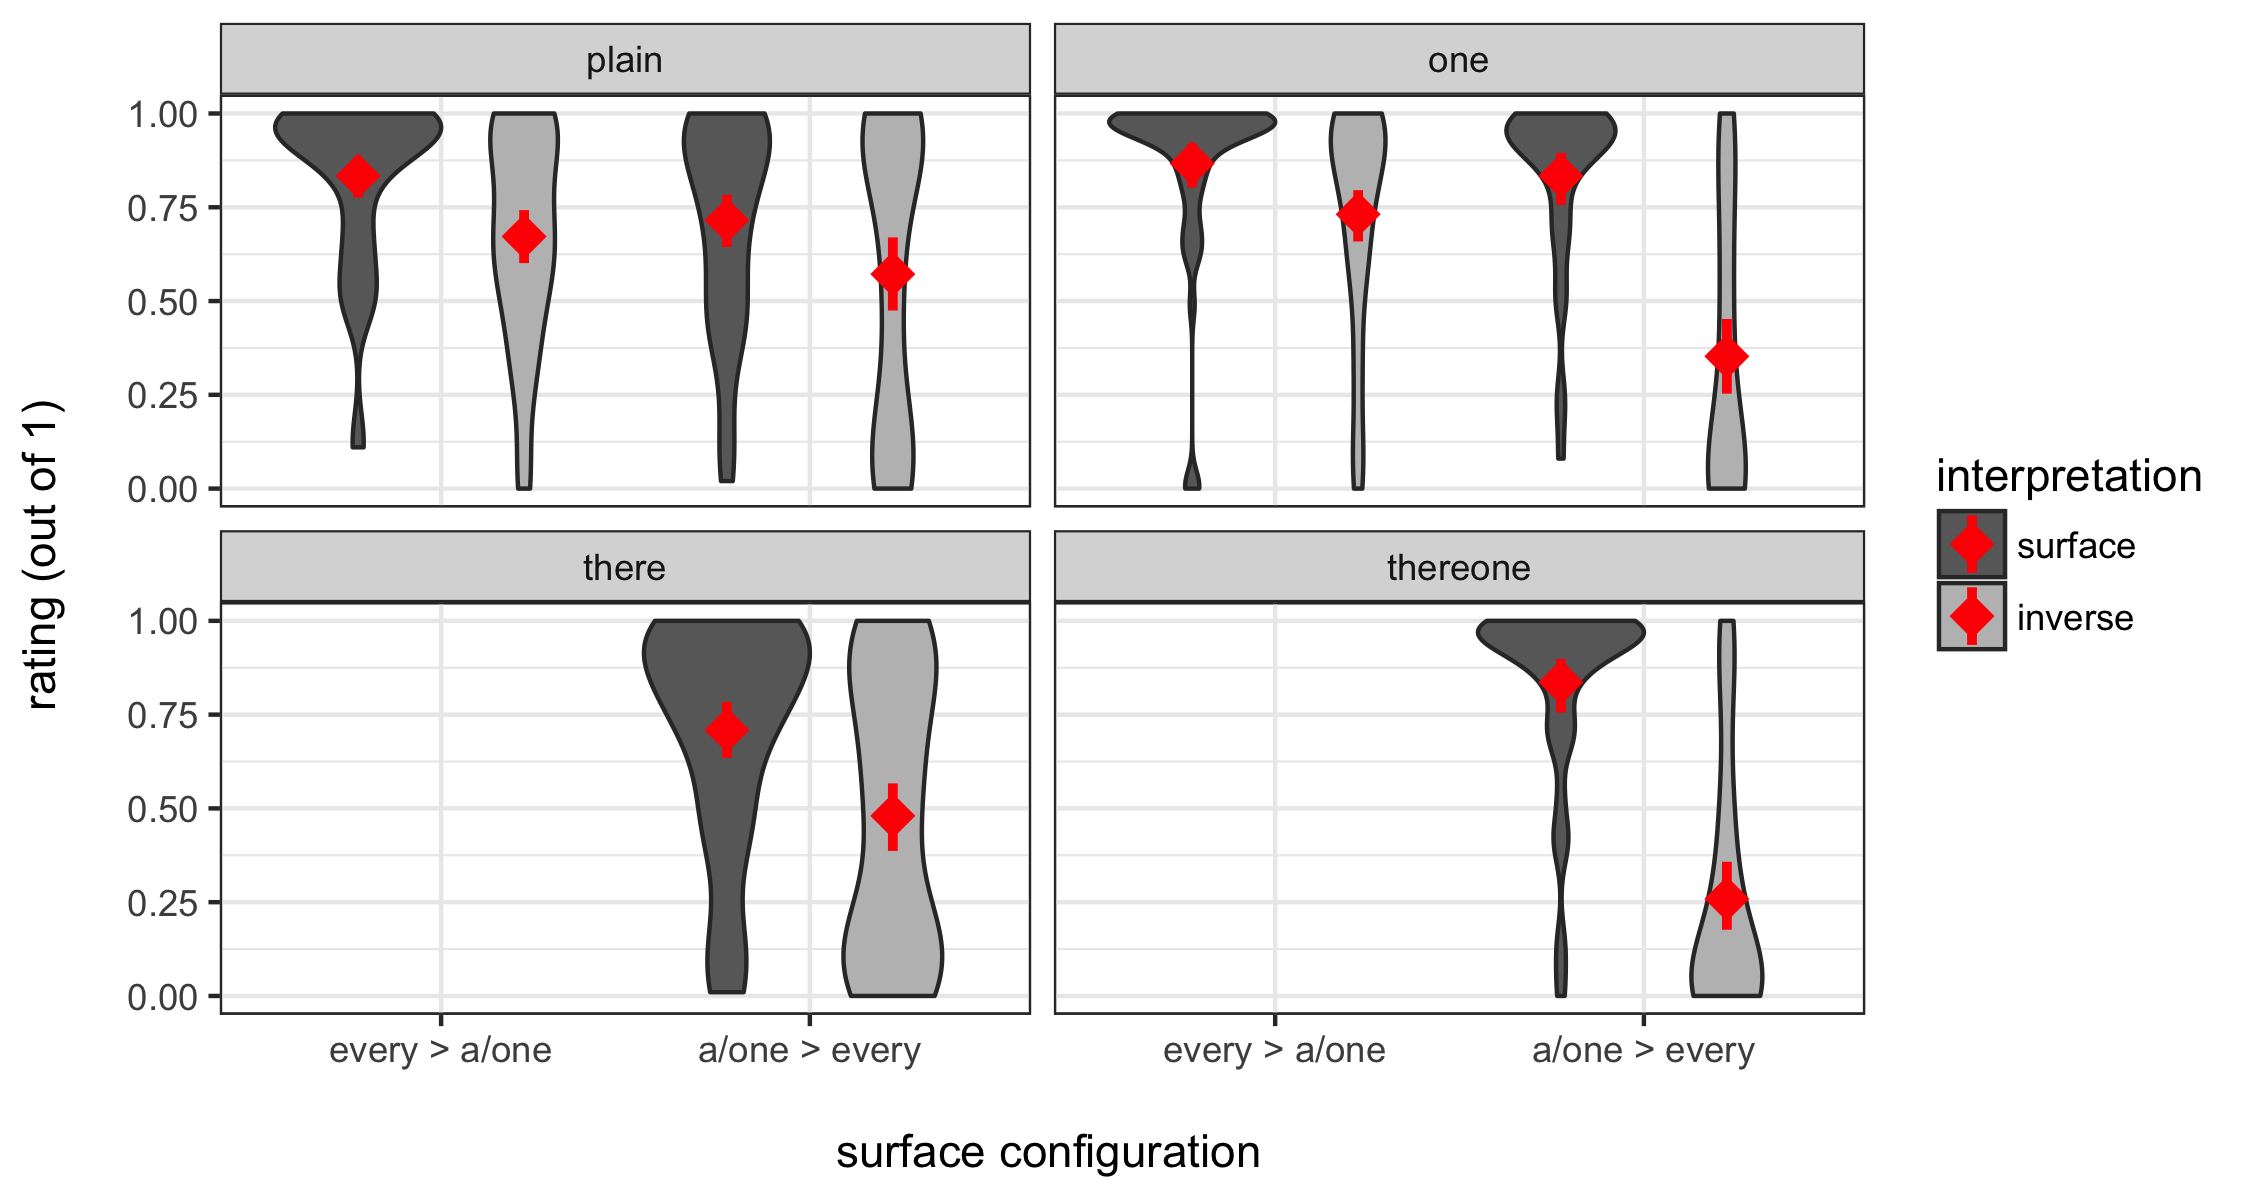 plain
one
1.00
0.75
0.50
0.25
0.00
there
thereone
1.00
0.75
0.50
0.25
0.00
every > a/one
a/one > every
every > a/one
a/one > every
surface configuration
rating (out of 1)
interpretation
surface
inverse